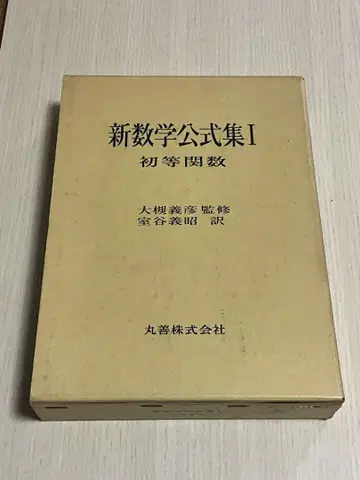 新数学公式集Ⅰ
初等関数
大槻義彦監修
室谷義昭 訳
丸善株式会社